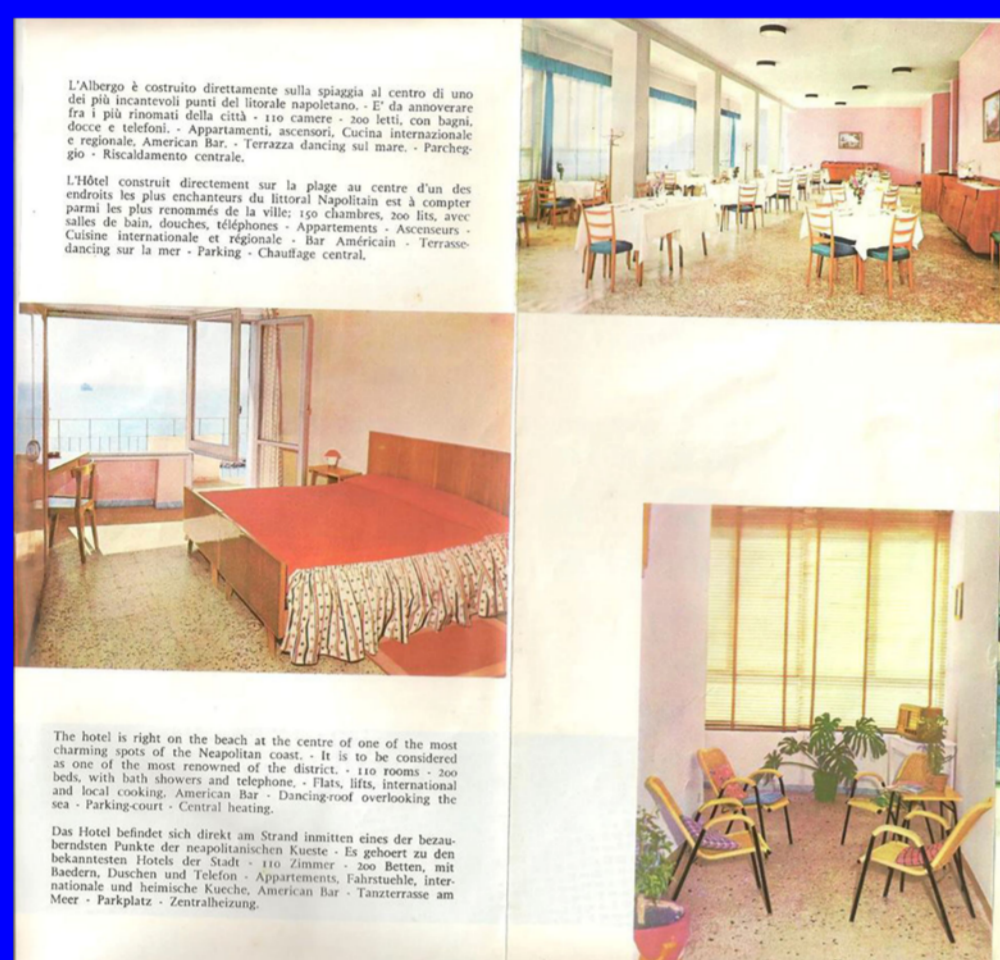 L'Albergo è costruito direttamente sulla spiaggia al centro di uno
dei più incantevoli punti del litorale napoletano. - E' da annoverare
fra i più rinomati della città - 110 camere - 200 letti, con bagni,
docce e telefoni. - Appartamenti, ascensori, Cucina internazionale
e regionale, American Bar. - Terrazza dancing sul mare. - Parcheg-
gio - Riscaldamento centrale.
L'Hôtel construit directement sur la plage au centre d'un des
endroits les plus enchanteurs du littoral Napolitain est à compter
parmi les plus renommés de la ville; 150 chambres, 200 lits, avec
salles de bain, douches, téléphones - Appartements - Ascenseurs -
Cuisine internationale et régionale - Bar Américain - Terrasse-
dancing sur la mer - Parking - Chauffage central.
The hotel is right on the beach at the centre of one of the most
charming spots of the Neapolitan coast. - It is to be considered
as one of the most renowned of the district. - 110 rooms - 200
beds, with bath showers and telephone. - Flats, lifts, international
and local cooking. American Bar - Dancing-roof overlooking the
sea - Parking-court - Central heating.
Das Hotel befindet sich direkt am Strand inmitten eines der bezau-
berndsten Punkte der neapolitanischen Kueste - Es gehoert zu den
bekanntesten Hotels der Stadt - 110 Zimmer - 200 Betten, mit
Baedern, Duschen und Telefon - Appartements, Fahrstuehle, inter-
nationale und heimische Kueche, American Bar - Tanzterrasse am
Meer - Parkplatz - Zentralheizung.